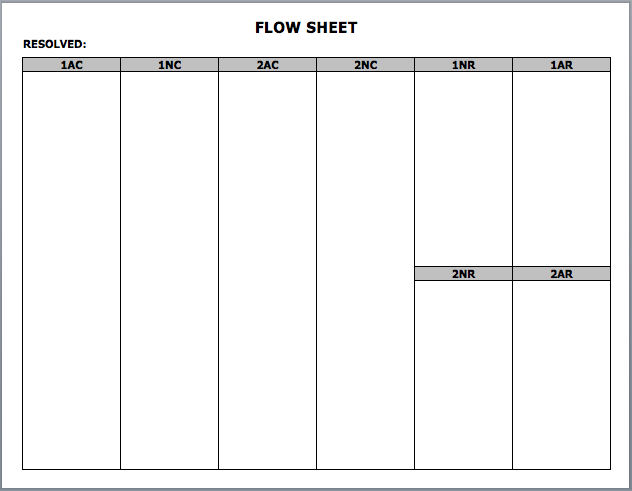 FLOW SHEET
RESOLVED:
1AC 1NC 2AC 2NC 1NR 1AR
2NR 2AR